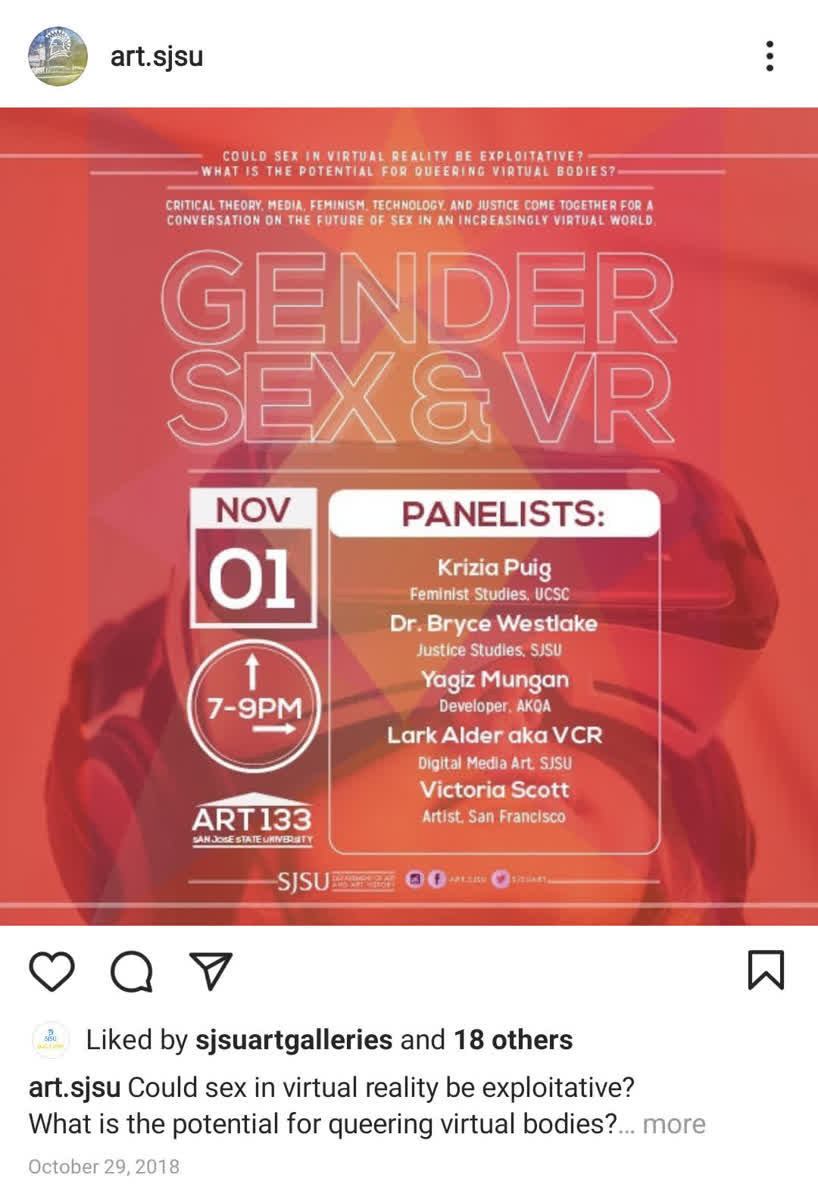 art.sjsu
COULD SEX IN VIRTUAL REALITY BE EXPLOITATIVE?
WHAT IS THE POTENTIAL FOR QUEERING VIRTUAL BODIES?
CRITICAL THEORY, MEDIA, FEMINISM, TECHNOLOGY, AND JUSTICE COME TOGETHER FOR A
CONVERSATION ON THE FUTURE OF SEX IN AN INCREASINGLY VIRTUAL WORLD.
GENDER
SEX & VR
NOV
01
7-9PM
ART 133
SAN JOSE STATE UNIVERSITY
PANELISTS:
Krizia Puig
Feminist Studies, UCSC
Dr. Bryce Westlake
Justice Studies, SJSU
Yagiz Mungan
Developer, AKQA
Lark Alder aka VCR
Digital Media Art, SJSU
Victoria Scott
Artist, San Francisco
SJSU
DEPARTMENT OF ART
AND ART HISTORY
ART.SJSU
SJSUART
Liked by sjsuartgalleries and 18 others
art.sjsu Could sex in virtual reality be exploitative?
What is the potential for queering virtual bodies?... more
October 29, 2018